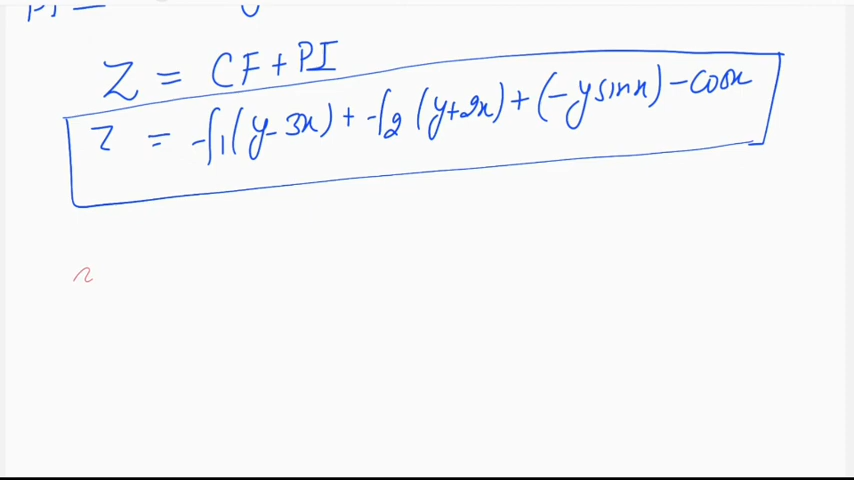 Z = CF + PI
Z = f1(y-3x) + f2(y+2x) + (-y sinx) - cosx